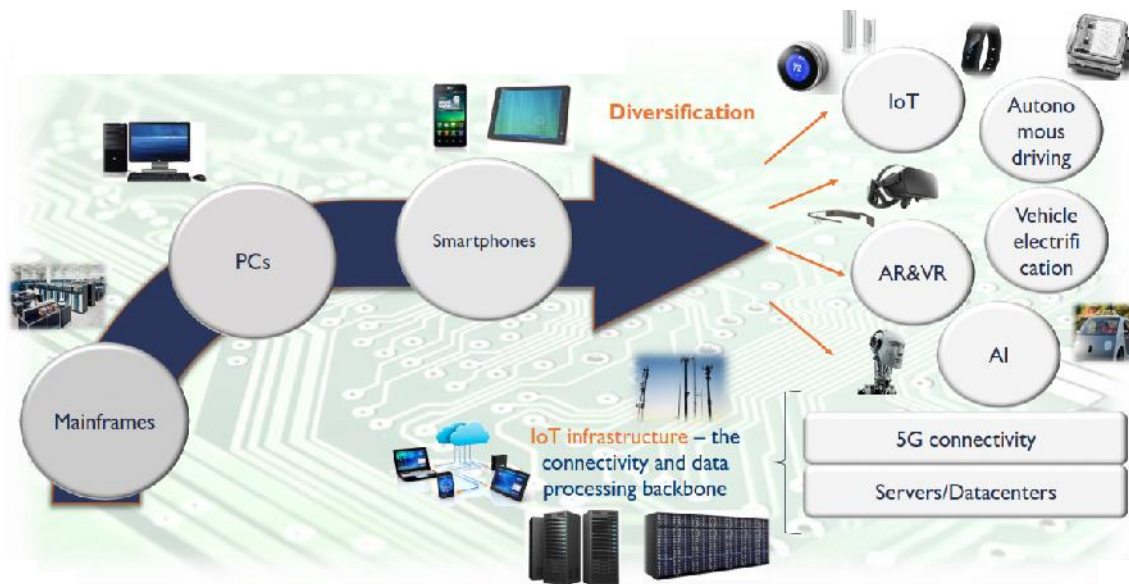 Diversification
IoT
Autono
mous
driving
Smartphones
Vehicle
electrifi
cation
PCs
AR&VR
AI
Mainframes
IoT infrastructure – the
connectivity and data
processing backbone
5G connectivity
Servers/Datacenters
72